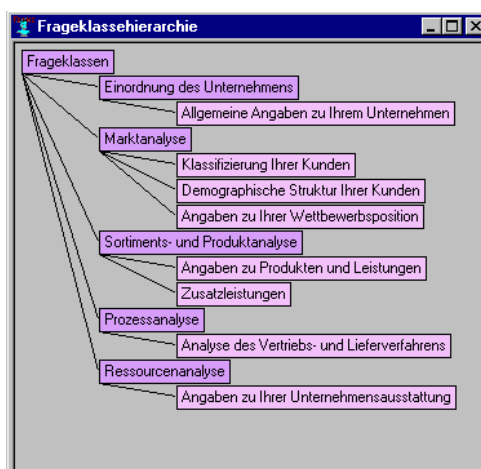 Frageklassehierarchie
Frageklassen
Einordnung des Unternehmens
Allgemeine Angaben zu Ihrem Unternehmen
Marktanalyse
Klassifizierung Ihrer Kunden
Demographische Struktur Ihrer Kunden
Angaben zu Ihrer Wettbewerbsposition
Sortiments- und Produktanalyse
Angaben zu Produkten und Leistungen
Zusatzleistungen
Prozessanalyse
Analyse des Vertriebs- und Lieferverfahrens
Ressourcenanalyse
Angaben zu Ihrer Unternehmensausstattung